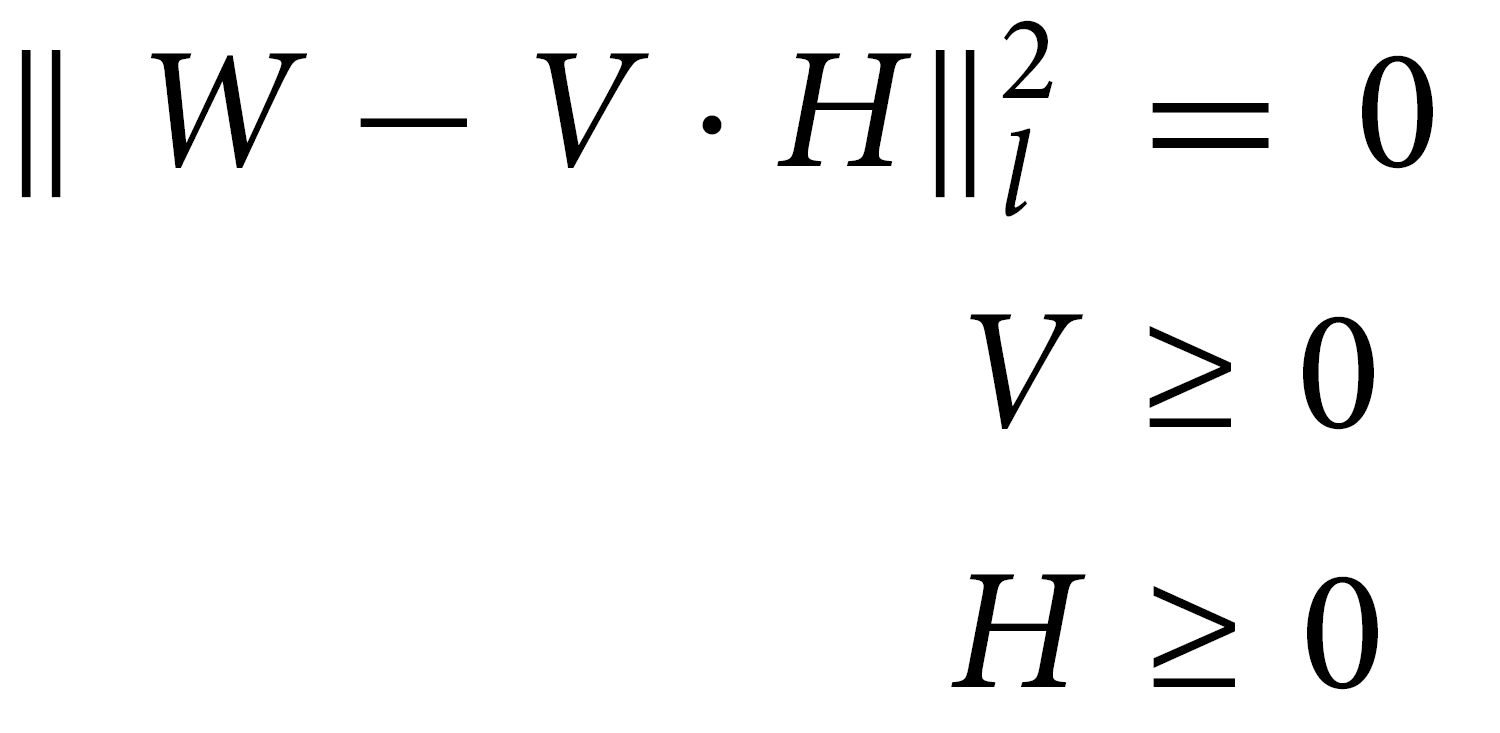 ‖ W − V · H‖²ₗ = 0
V ≥ 0
H ≥ 0